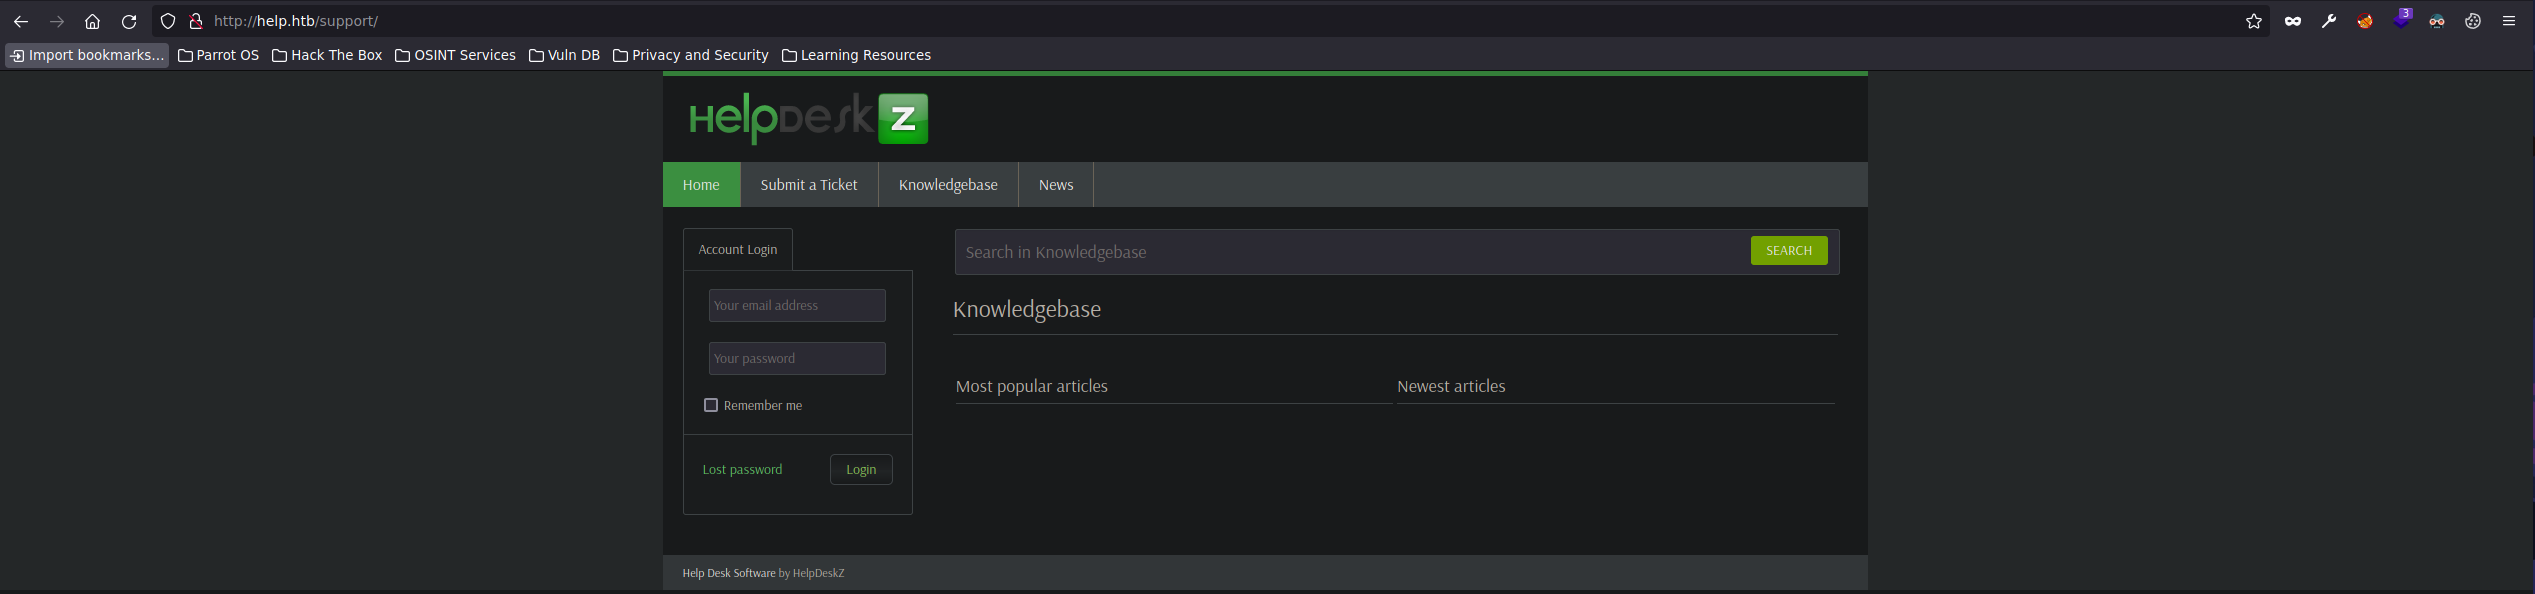 http://help.htb/support/
3
Import bookmarks... Parrot OS Hack The Box OSINT Services Vuln DB Privacy and Security Learning Resources
HelpDesk Z
Home Submit a Ticket Knowledgebase News
Account Login
Your email address
Your password
Remember me
Lost password Login
Search in Knowledgebase SEARCH
Knowledgebase
Most popular articles Newest articles
Help Desk Software by HelpDeskZ